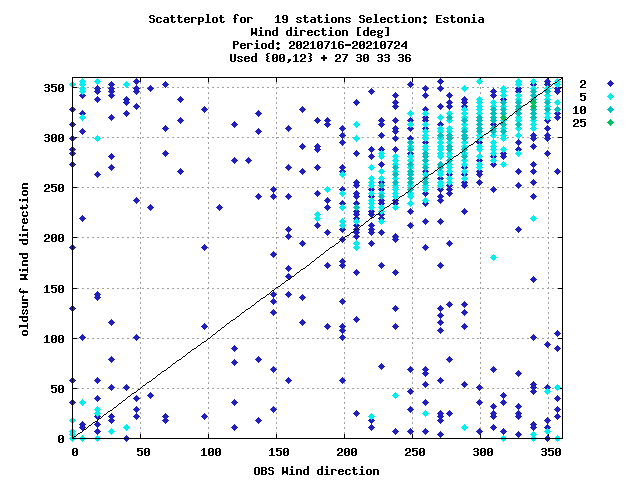 Scatterplot for   19 stations Selection: Estonia
Wind direction [deg]
Period: 20210716-20210724
Used {00,12} + 27 30 33 36
2
5
10
25
350
300
250
200
150
100
50
0
oldsurf Wind direction
0 50 100 150 200 250 300 350
OBS Wind direction